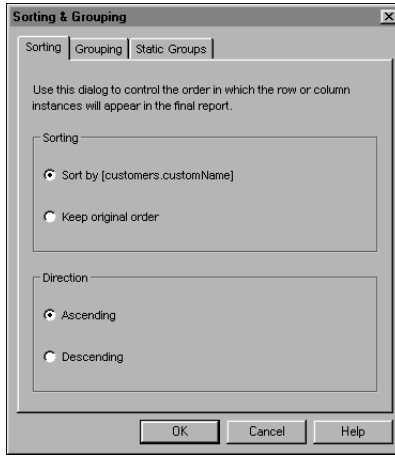 Sorting & Grouping
Sorting Grouping Static Groups
Use this dialog to control the order in which the row or column
instances will appear in the final report.
Sorting
Sort by [customers.customName]
Keep original order
Direction
Ascending
Descending
OK Cancel Help